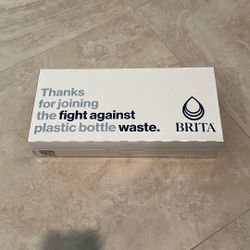 Thanks
for joining
the fight against
plastic bottle waste.
BRITA